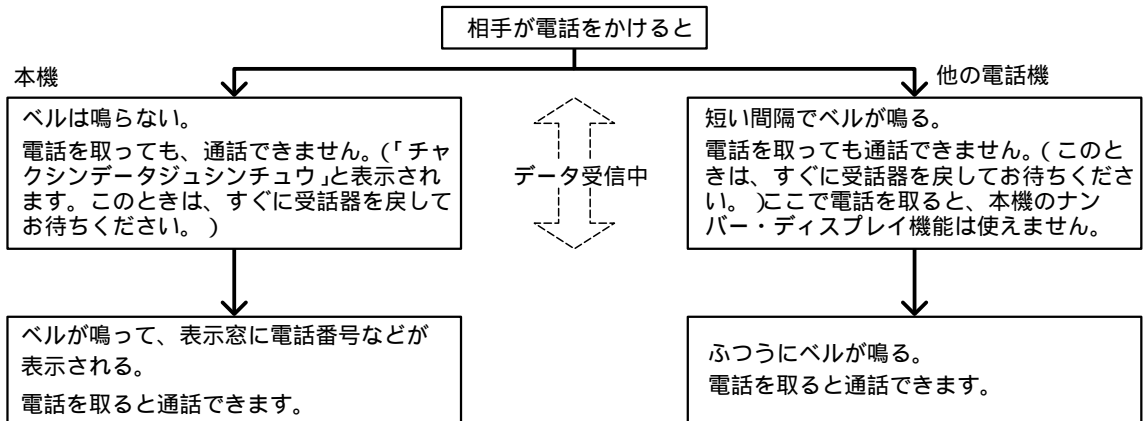 相手が電話をかけると
本機
ベルは鳴らない。
電話を取っても、通話できません。(「チャ
クシンデータジュシンチュウ」と表示され
ます。このときは、すぐに受話器を戻して
お待ちください。)
データ受信中
他の電話機
短い間隔でベルが鳴る。
電話を取っても通話できません。(このと
きは、すぐに受話器を戻してお待ちくださ
い。)ここで電話を取ると、本機のナン
バー・ディスプレイ機能は使えません。
ベルが鳴って、表示窓に電話番号などが
表示される。
電話を取ると通話できます。
ふつうにベルが鳴る。
電話を取ると通話できます。